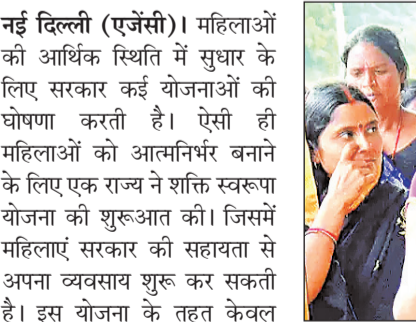 नई दिल्ली (एजेंसी)। महिलाओं
की आर्थिक स्थिति में सुधार के
लिए सरकार कई योजनाओं की
घोषणा करती है। ऐसी ही
महिलाओं को आत्मनिर्भर बनाने
के लिए एक राज्य ने शक्ति स्वरूपा
योजना की शुरूआत की। जिसमें
महिलाएं सरकार की सहायता से
अपना व्यवसाय शुरू कर सकती
है। इस योजना के तहत केवल